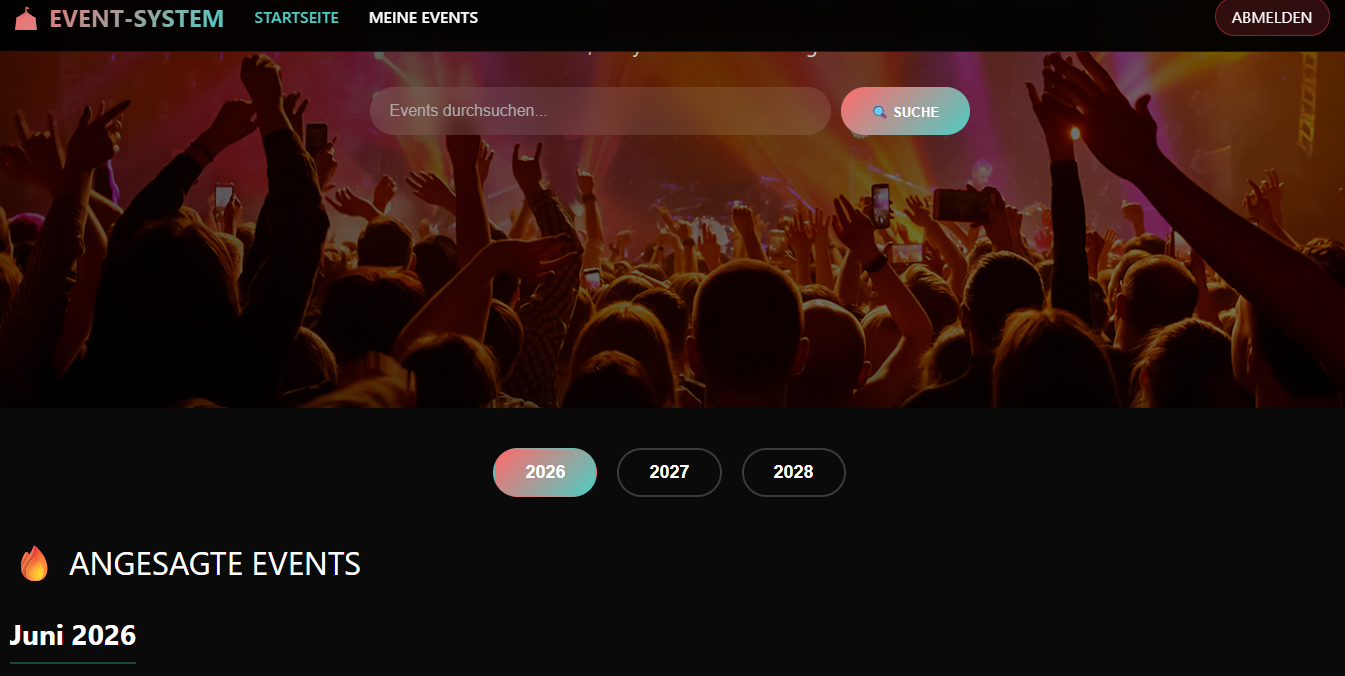 EVENT-SYSTEM STARTSEITE MEINE EVENTS ABMELDEN
Events durchsuchen... SUCHE
2026 2027 2028
ANGESAGTE EVENTS
Juni 2026